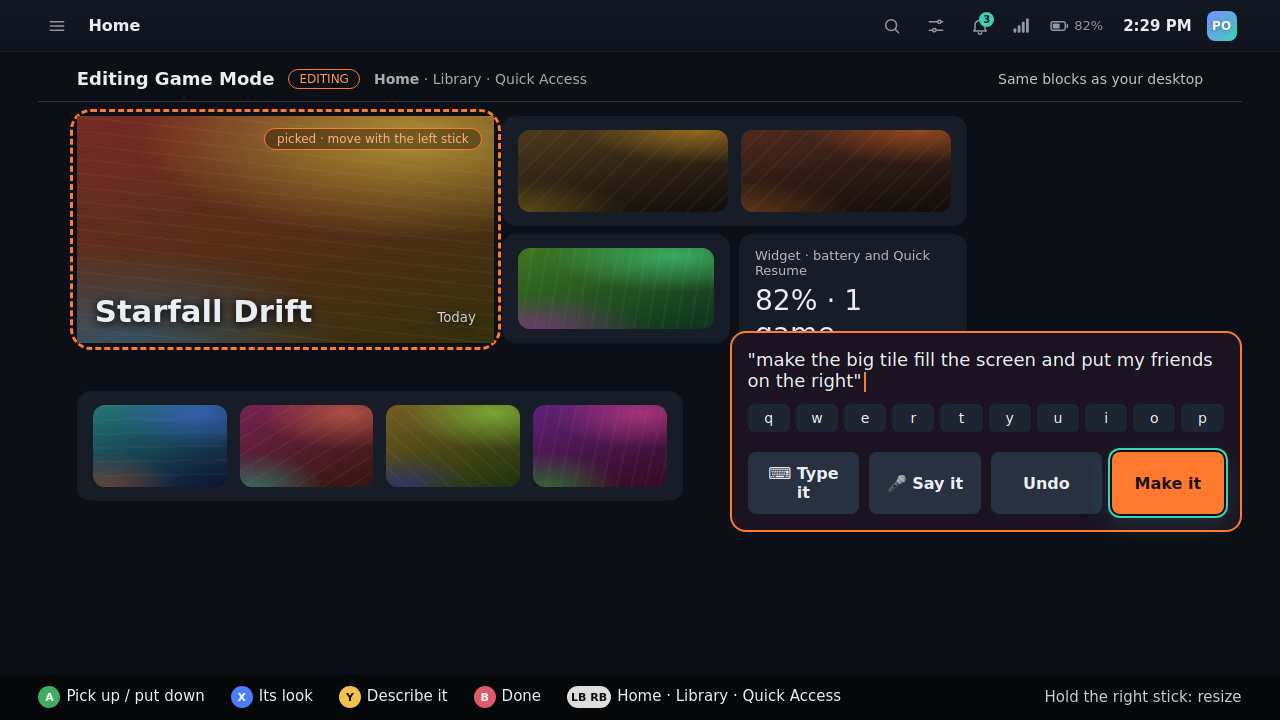 Home
3
82%
2:29 PM
PO
Editing Game Mode
EDITING
Home · Library · Quick Access
Same blocks as your desktop
picked · move with the left stick
Starfall Drift
Today
Widget · battery and Quick
Resume
82% · 1
game
"make the big tile fill the screen and put my friends
on the right"
q w e r t y u i o p
Type
it
Say it
Undo
Make it
A Pick up / put down
X Its look
Y Describe it
B Done
LB RB Home · Library · Quick Access
Hold the right stick: resize